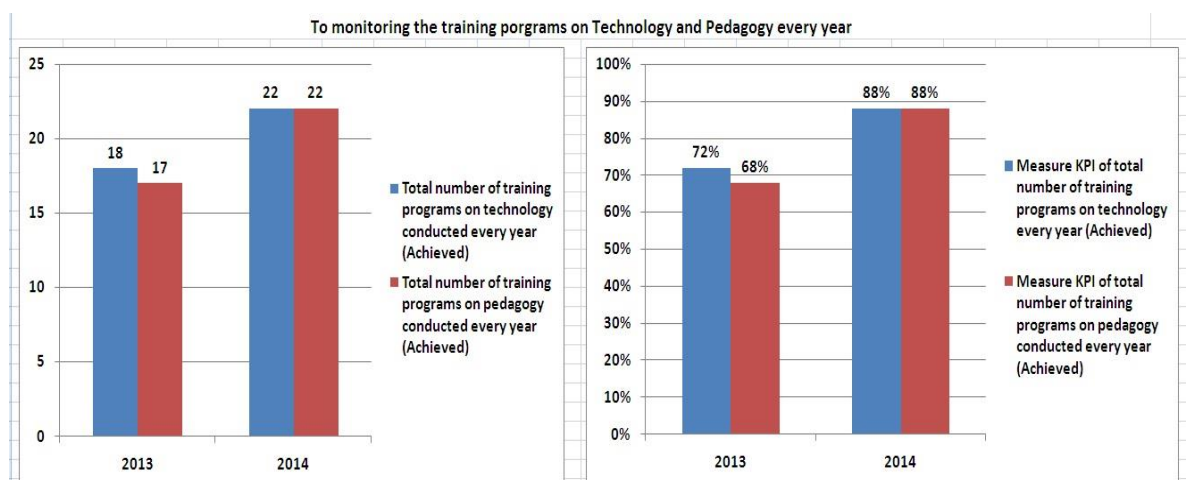 To monitoring the training porgrams on Technology and Pedagogy every year
25
20
15
10
5
0
18
17
22
22
2013
2014
Total number of training
programs on technology
conducted every year
(Achieved)
Total number of training
programs on pedagogy
conducted every year
(Achieved)
100%
90%
80%
70%
60%
50%
40%
30%
20%
10%
0%
72%
68%
88%
88%
2013
2014
Measure KPI of total
number of training
programs on technology
every year (Achieved)
Measure KPI of total
number of training
programs on pedagogy
conducted every year
(Achieved)